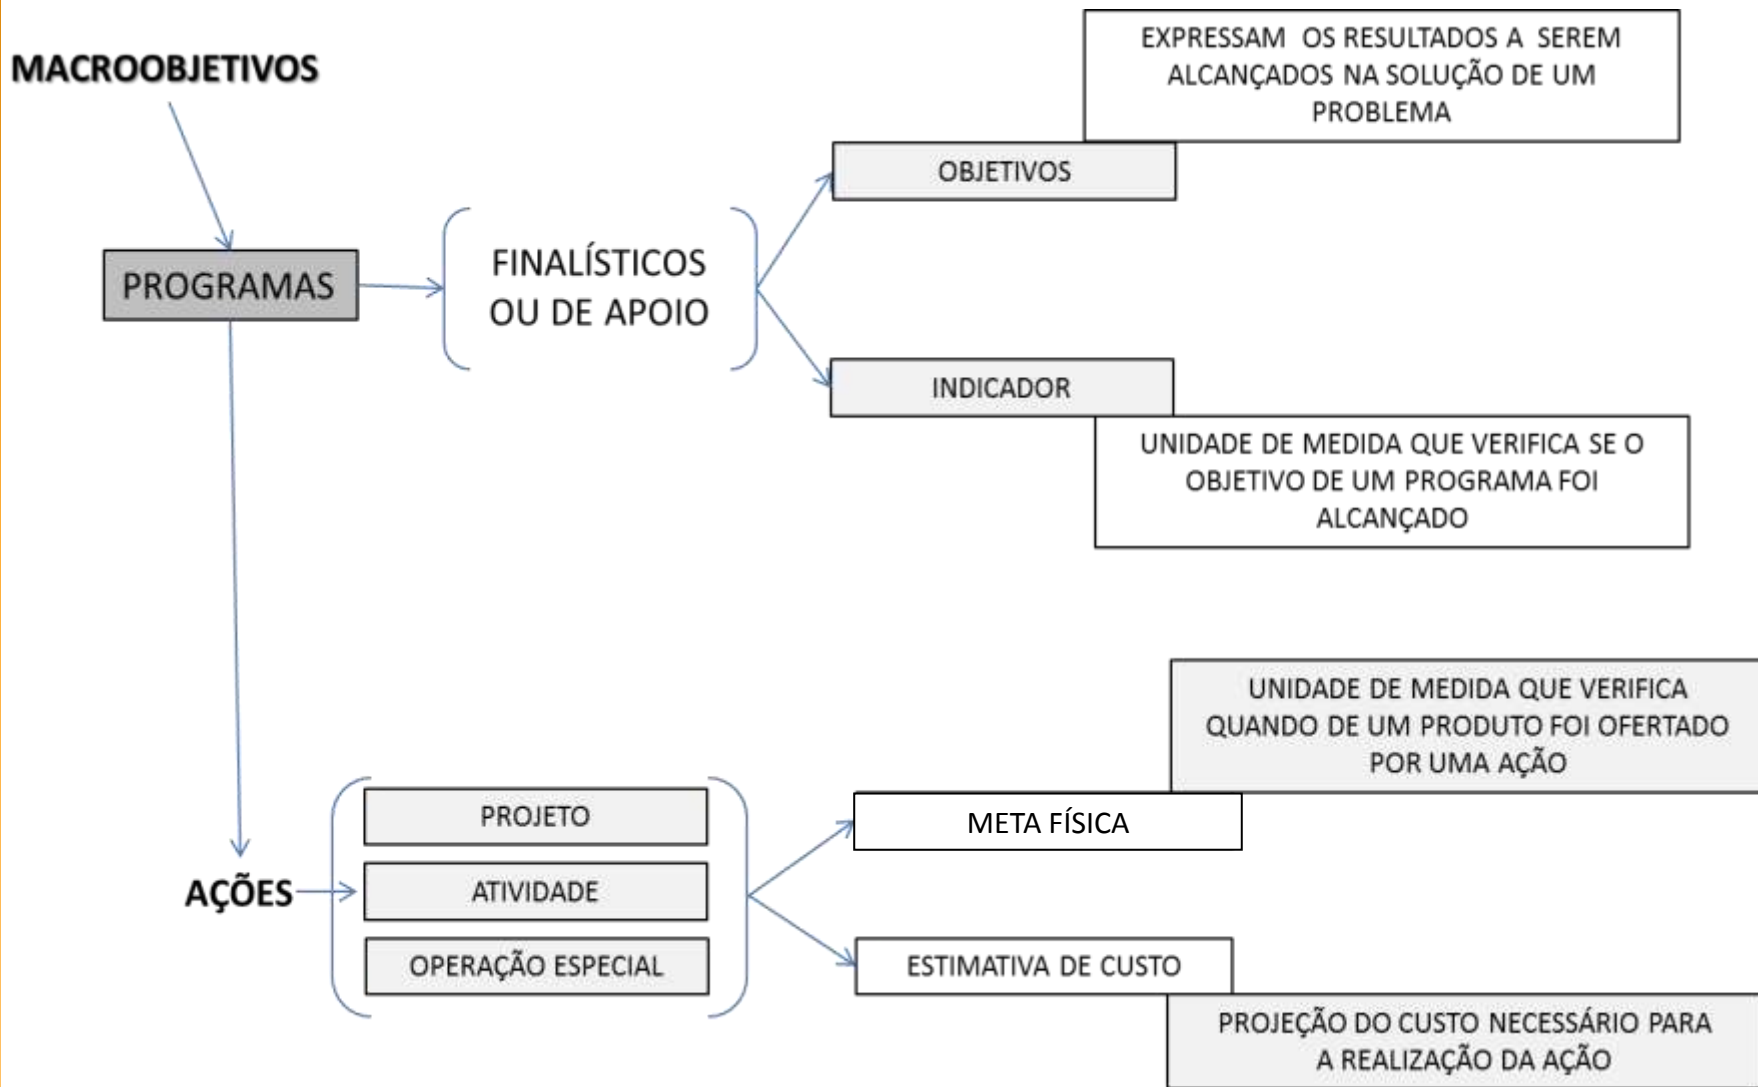 MACROOBJETIVOS
EXPRESSAM OS RESULTADOS A SEREM
ALCANÇADOS NA SOLUÇÃO DE UM
PROBLEMA
OBJETIVOS
PROGRAMAS
FINALÍSTICOS
OU DE APOIO
INDICADOR
UNIDADE DE MEDIDA QUE VERIFICA SE O
OBJETIVO DE UM PROGRAMA FOI
ALCANÇADO
UNIDADE DE MEDIDA QUE VERIFICA
QUANDO DE UM PRODUTO FOI OFERTADO
POR UMA AÇÃO
META FÍSICA
AÇÕES
PROJETO
ATIVIDADE
OPERAÇÃO ESPECIAL
ESTIMATIVA DE CUSTO
PROJEÇÃO DO CUSTO NECESSÁRIO PARA
A REALIZAÇÃO DA AÇÃO